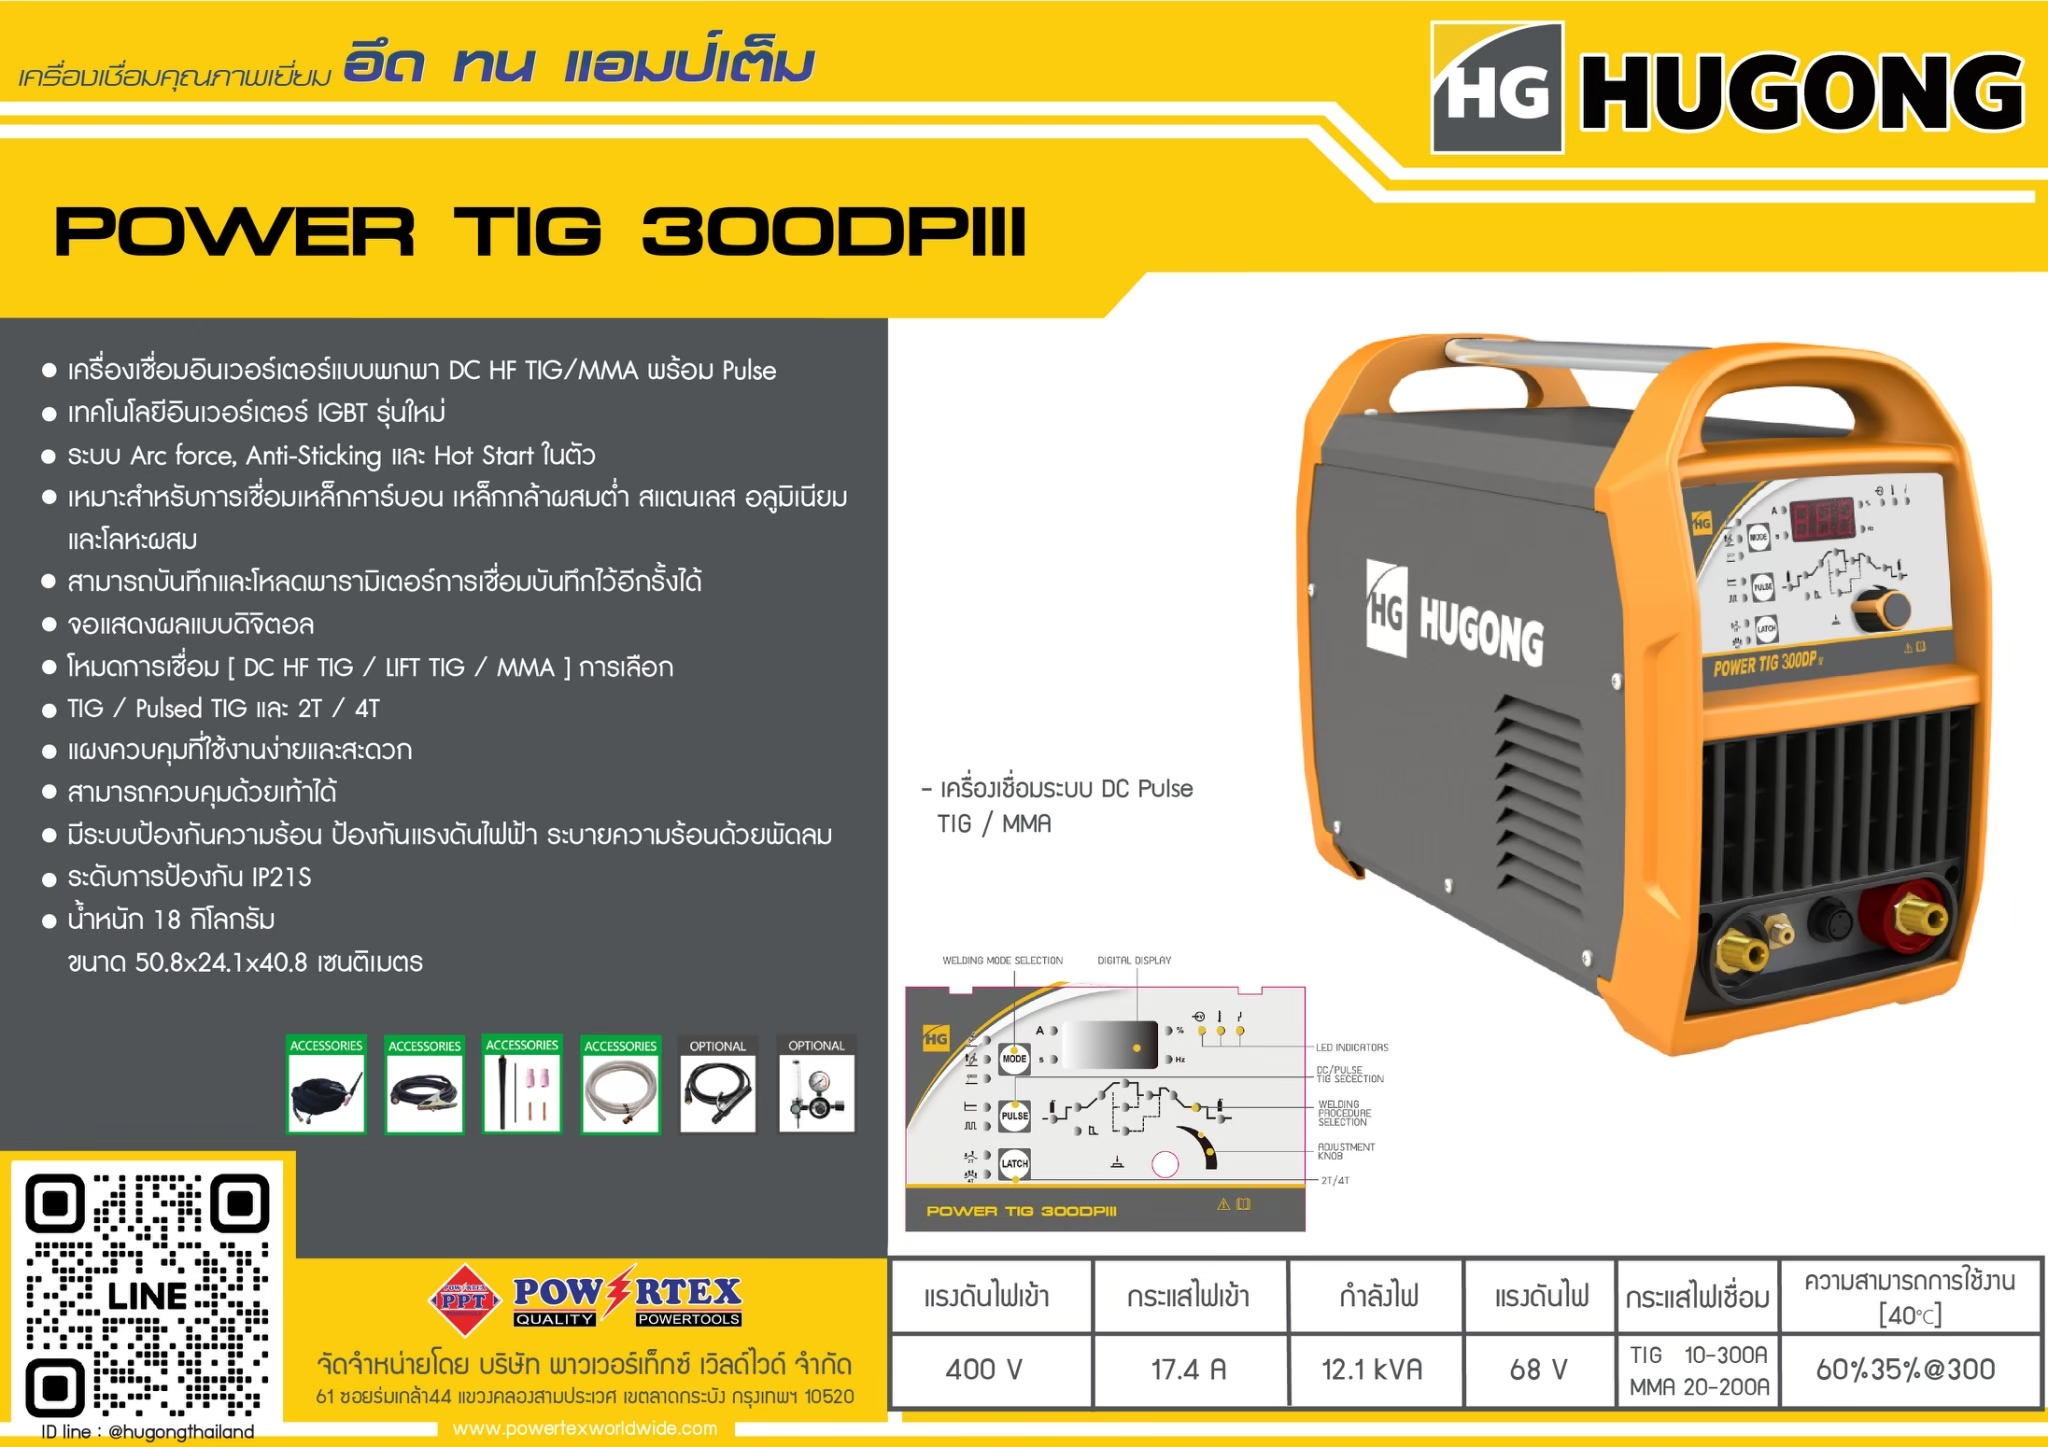 เครื่องเชื่อมคุณภาพเยี่ยม อึด ทน แอมป์เต็ม
HG HUGONG
POWER TIG 300DPIII
● เครื่องเชื่อมอินเวอร์เตอร์แบบพกพา DC HF TIG/MMA พร้อม Pulse
● เทคโนโลยีอินเวอร์เตอร์ IGBT รุ่นใหม่
● ระบบ Arc force, Anti-Sticking และ Hot Start ในตัว
● เหมาะสำหรับการเชื่อมเหล็กคาร์บอน เหล็กกล้าผสมต่ำ สแตนเลส อลูมิเนียม
และโลหะผสม
● สามารถบันทึกและโหลดพารามิเตอร์การเชื่อมบันทึกไว้อีกรั้งได้
● จอแสดงผลแบบดิจิตอล
● โหมดการเชื่อม [ DC HF TIG / LIFT TIG / MMA ] การเลือก
● TIG / Pulsed TIG และ 2T / 4T
● แผงควบคุมที่ใช้งานง่ายและสะดวก
● สามารถควบคุมด้วยเท้าได้
● มีระบบป้องกันความร้อน ป้องกันแรงดันไฟฟ้า ระบายความร้อนด้วยพัดลม
● ระดับการป้องกัน IP21S
● น้ำหนัก 18 กิโลกรัม
ขนาด 50.8x24.1x40.8 เซนติเมตร
ACCESSORIES ACCESSORIES ACCESSORIES ACCESSORIES OPTIONAL OPTIONAL
HG HUGONG
HG
A % s Hz
MODE
PULSE
LATCH
POWER TIG 300DP
- เครื่องเชื่อมระบบ DC Pulse
TIG / MMA
WELDING MODE SELECTION DIGITAL DISPLAY
HG
A %
MODE s Hz
PULSE
2T LATCH
4T
LED INDICATORS
DC/PULSE
TIG SECECTION
WELDING
PROCEDURE
SELECTION
ADJUSTMENT
KNOB
2T/4T
POWER TIG 300DPIII
LINE
ID line : @hugongthailand
POWERTEX
PPT
POWERTEX
QUALITY POWERTOOLS
จัดจำหน่ายโดย บริษัท พาวเวอร์เท็กซ์ เวิลด์ไวด์ จำกัด
61 ซอยร่มเกล้า44 แขวงคลองสามประเวศ เขตลาดกระบัง กรุงเทพฯ 10520
www.powertexworldwide.com
แรงดันไฟเข้า กระแสไฟเข้า กำลังไฟ แรงดันไฟ กระแสไฟเชื่อม ความสามารถการใช้งาน [40°C]
400 V 17.4 A 12.1 kVA 68 V TIG 10-300A 60%35%@300
MMA 20-200A